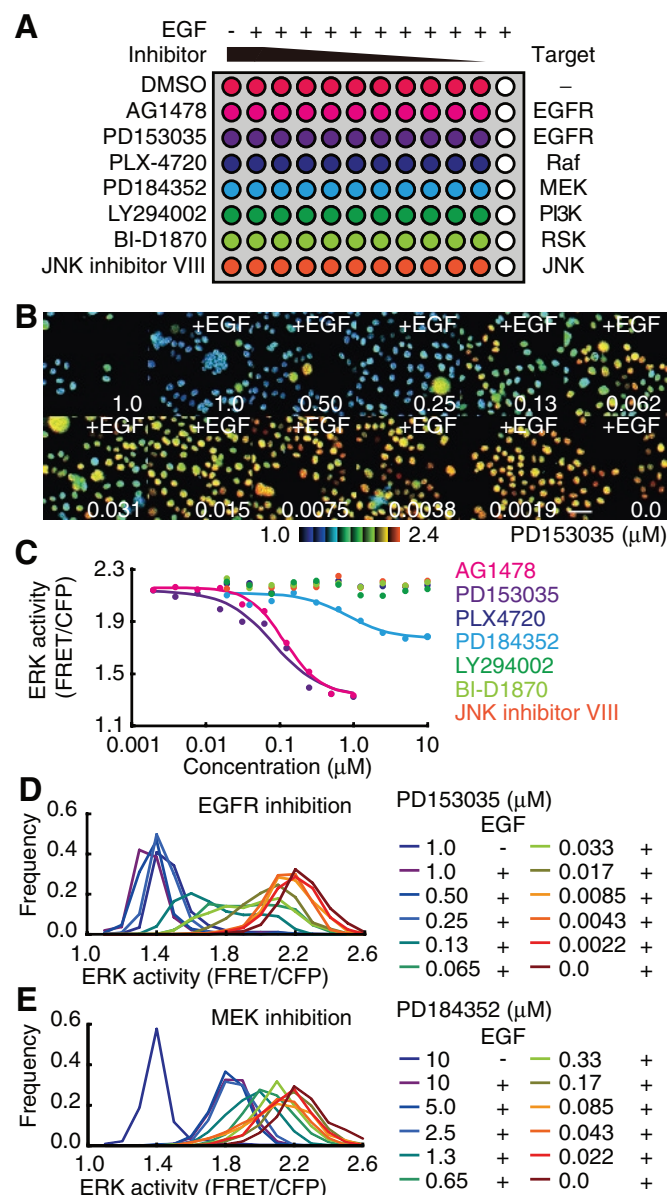 A
EGF - + + + + + + + + + + +
Inhibitor Target
DMSO –
AG1478 EGFR
PD153035 EGFR
PLX-4720 Raf
PD184352 MEK
LY294002 PI3K
BI-D1870 RSK
JNK inhibitor VIII JNK
B
+EGF +EGF +EGF +EGF +EGF
1.0 1.0 0.50 0.25 0.13 0.062
+EGF +EGF +EGF +EGF +EGF +EGF
0.031 0.015 0.0075 0.0038 0.0019 0.0
1.0 2.4 PD153035 (μM)
C
ERK activity
(FRET/CFP)
2.3
1.9
1.5
1.1
0.001 0.01 0.1 1.0 10
Concentration (μM)
AG1478
PD153035
PLX4720
PD184352
LY294002
BI-D1870
JNK inhibitor VIII
D
EGFR inhibition
Frequency
0.6
0.4
0.2
0.0
1.0 1.4 1.8 2.2 2.6
ERK activity (FRET/CFP)
PD153035 (μM)
EGF
1.0 - 0.033 +
1.0 + 0.017 +
0.50 + 0.0085 +
0.25 + 0.0043 +
0.13 + 0.0022 +
0.065 + 0.0 +
E
MEK inhibition
Frequency
0.6
0.4
0.2
0.0
1.0 1.4 1.8 2.2 2.6
ERK activity (FRET/CFP)
PD184352 (μM)
EGF
10 - 0.33 +
10 + 0.17 +
5.0 + 0.085 +
2.5 + 0.043 +
1.3 + 0.022 +
0.65 + 0.0 +